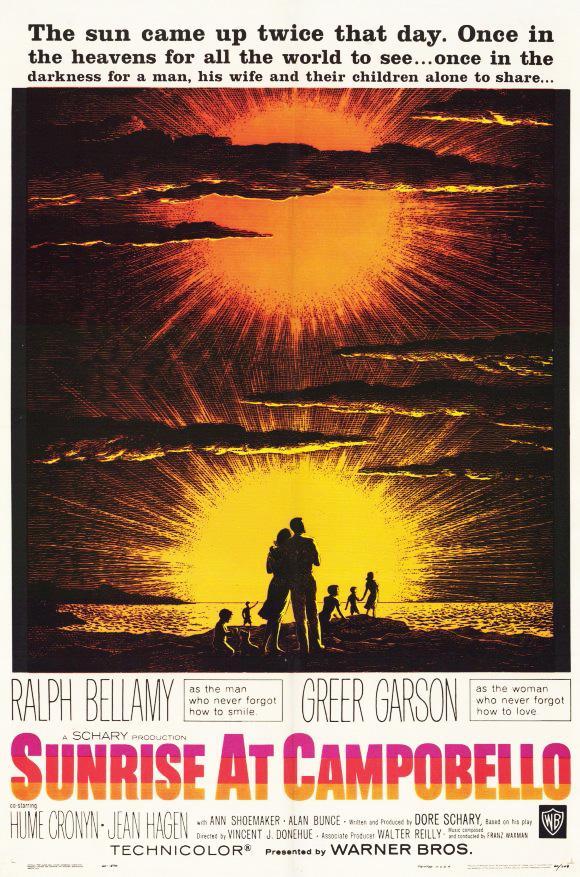 The sun came up twice that day. Once in
the heavens for all the world to see...once in the
darkness for a man, his wife and their children alone to share...
RALPH BELLAMY
as the man
who never forgot
how to smile.
GREER GARSON
as the woman
who never forgot
how to love.
A SCHARY PRODUCTION
SUNRISE AT CAMPOBELLO
co-starring
HUME CRONYN · JEAN HAGEN
with ANN SHOEMAKER · ALAN BUNCE · Written and Produced by DORE SCHARY, Based on his play
Directed by VINCENT J. DONEHUE · Associate Producer WALTER REILLY · Music composed and conducted by FRANZ WAXMAN
TECHNICOLOR® Presented by WARNER BROS.
WB